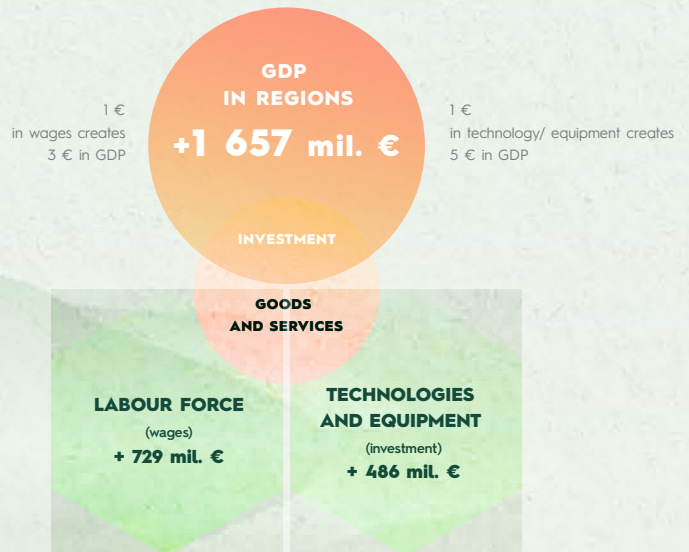 GDP
IN REGIONS
+1 657 mil. €
1 €
in wages creates
3 € in GDP
1 €
in technology/ equipment creates
5 € in GDP
INVESTMENT
GOODS
AND SERVICES
LABOUR FORCE
(wages)
+ 729 mil. €
TECHNOLOGIES
AND EQUIPMENT
(investment)
+ 486 mil. €